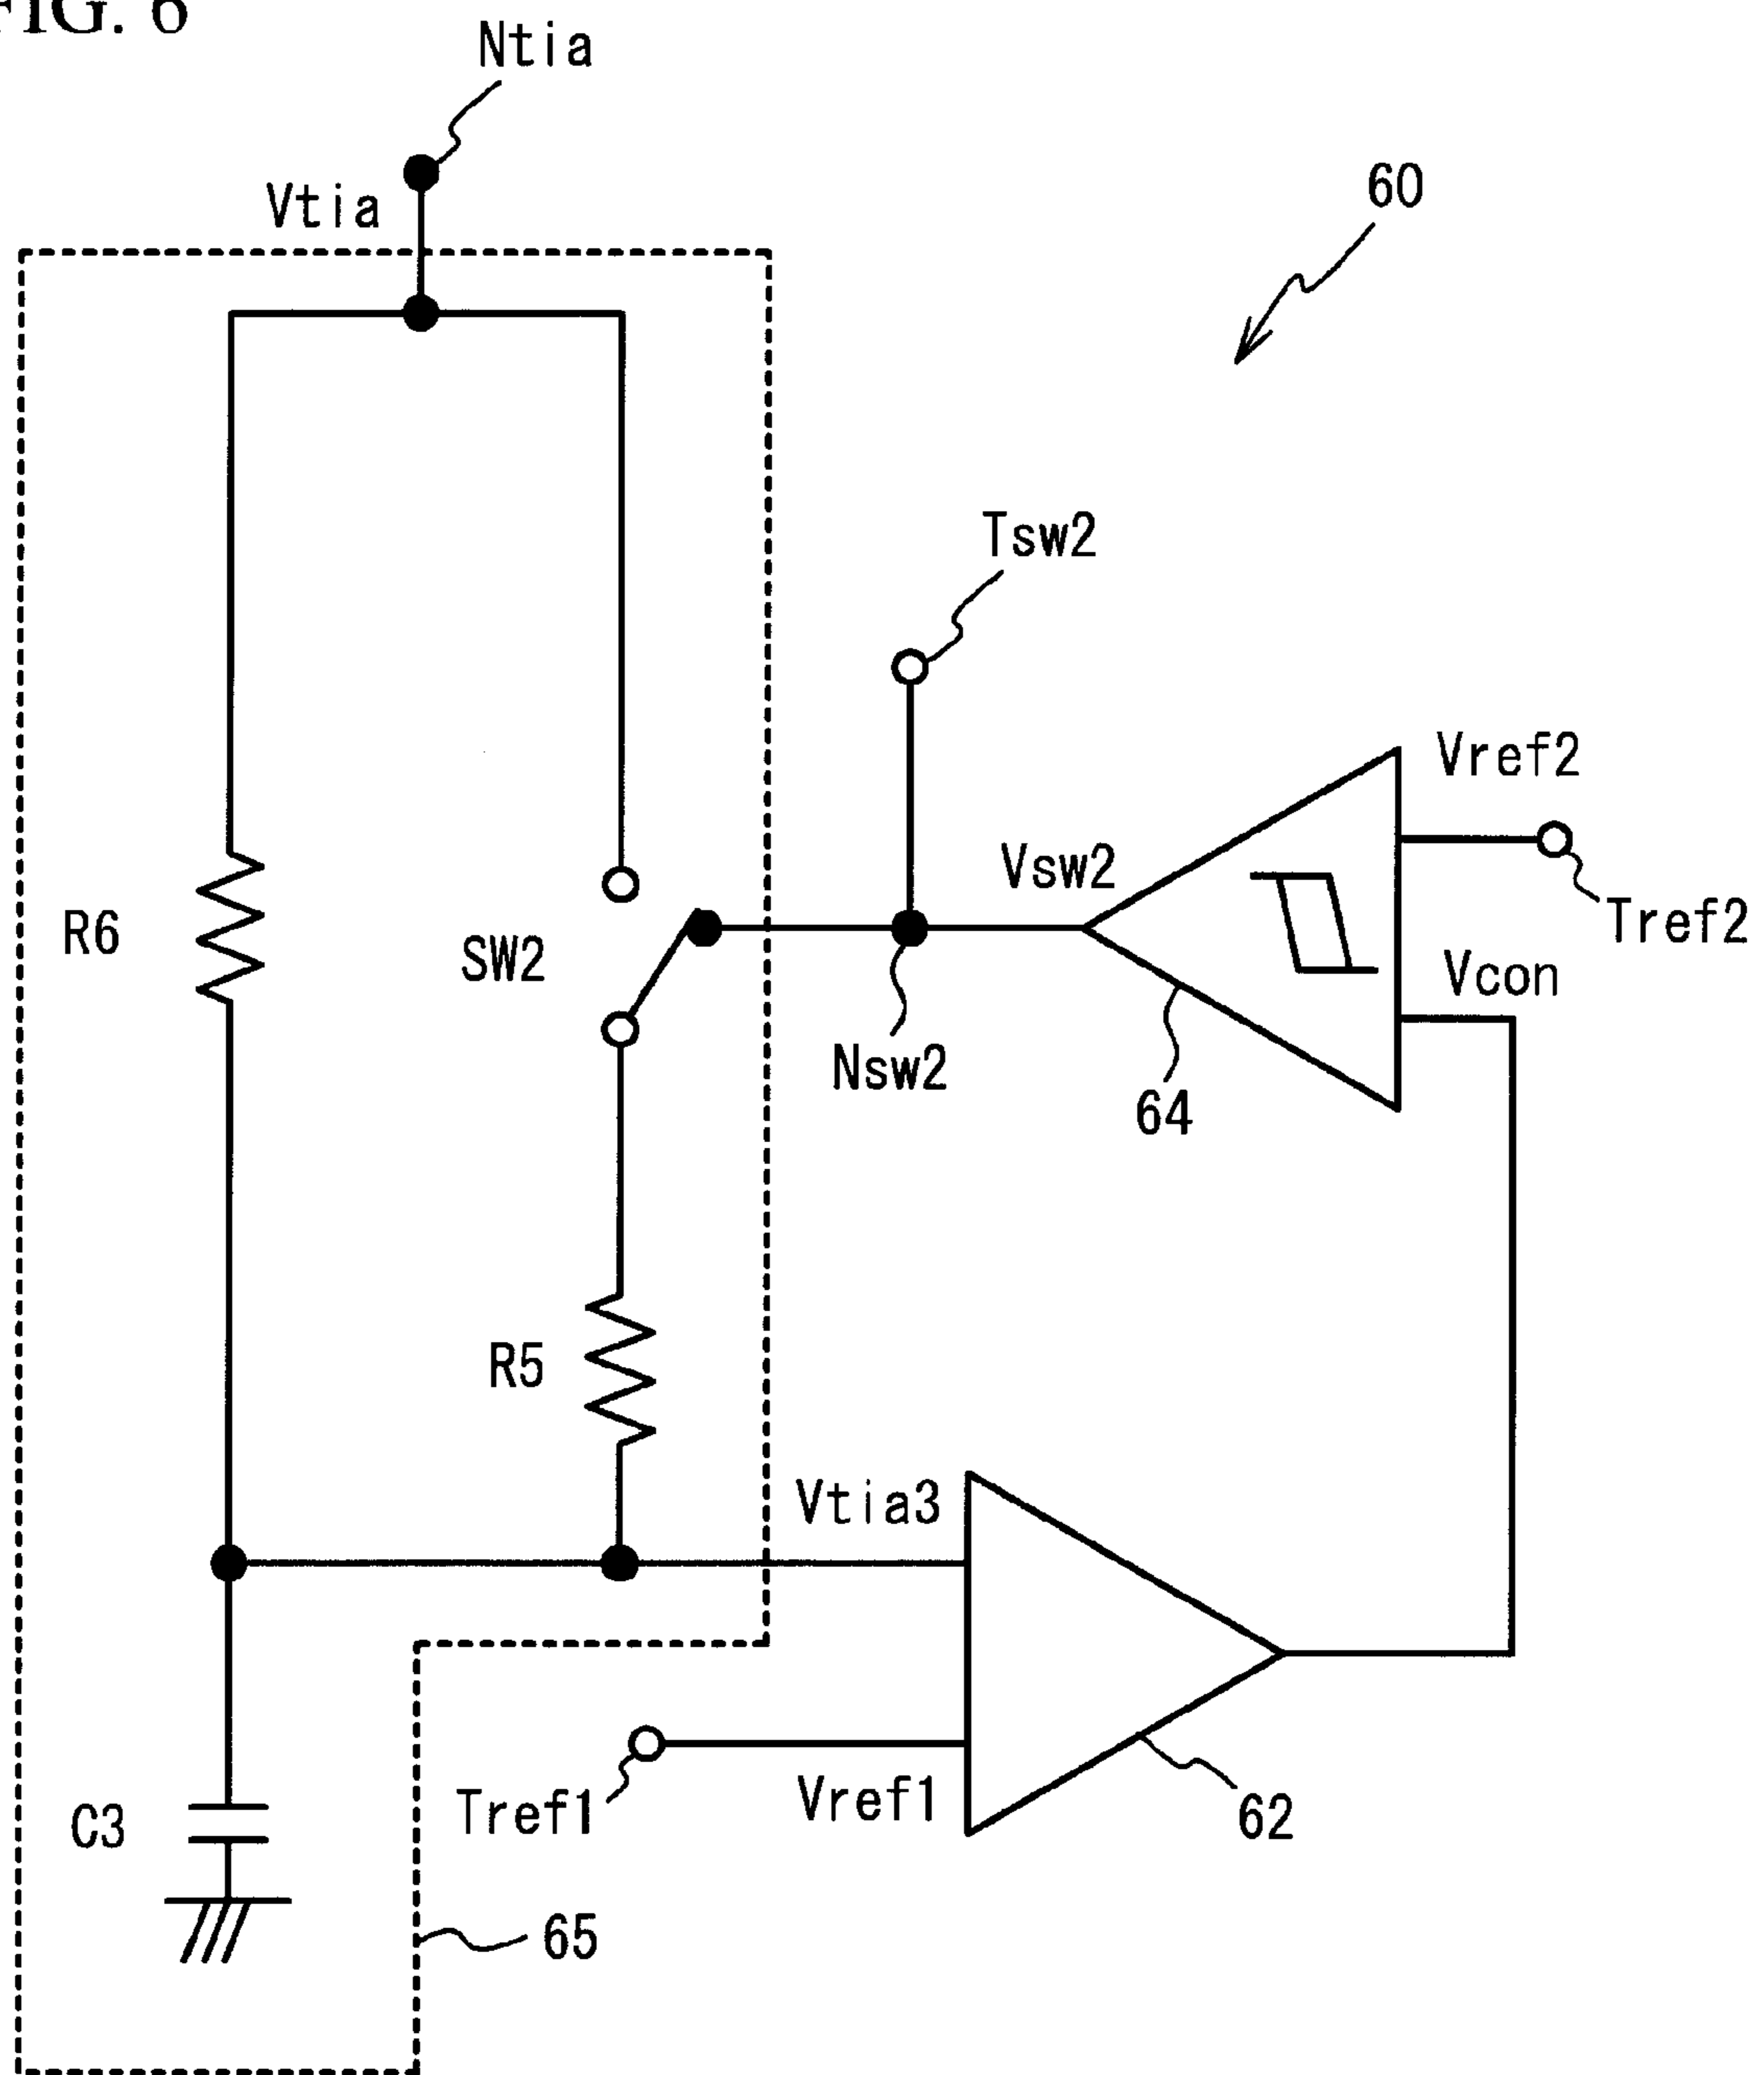 FIG. 6
Ntia
Vtia
60
Tsw2
Vref2
Vsw2
Tref2
R6
SW2
Vcon
Nsw2
64
R5
Vtia3
Tref1
Vref1
62
C3
65